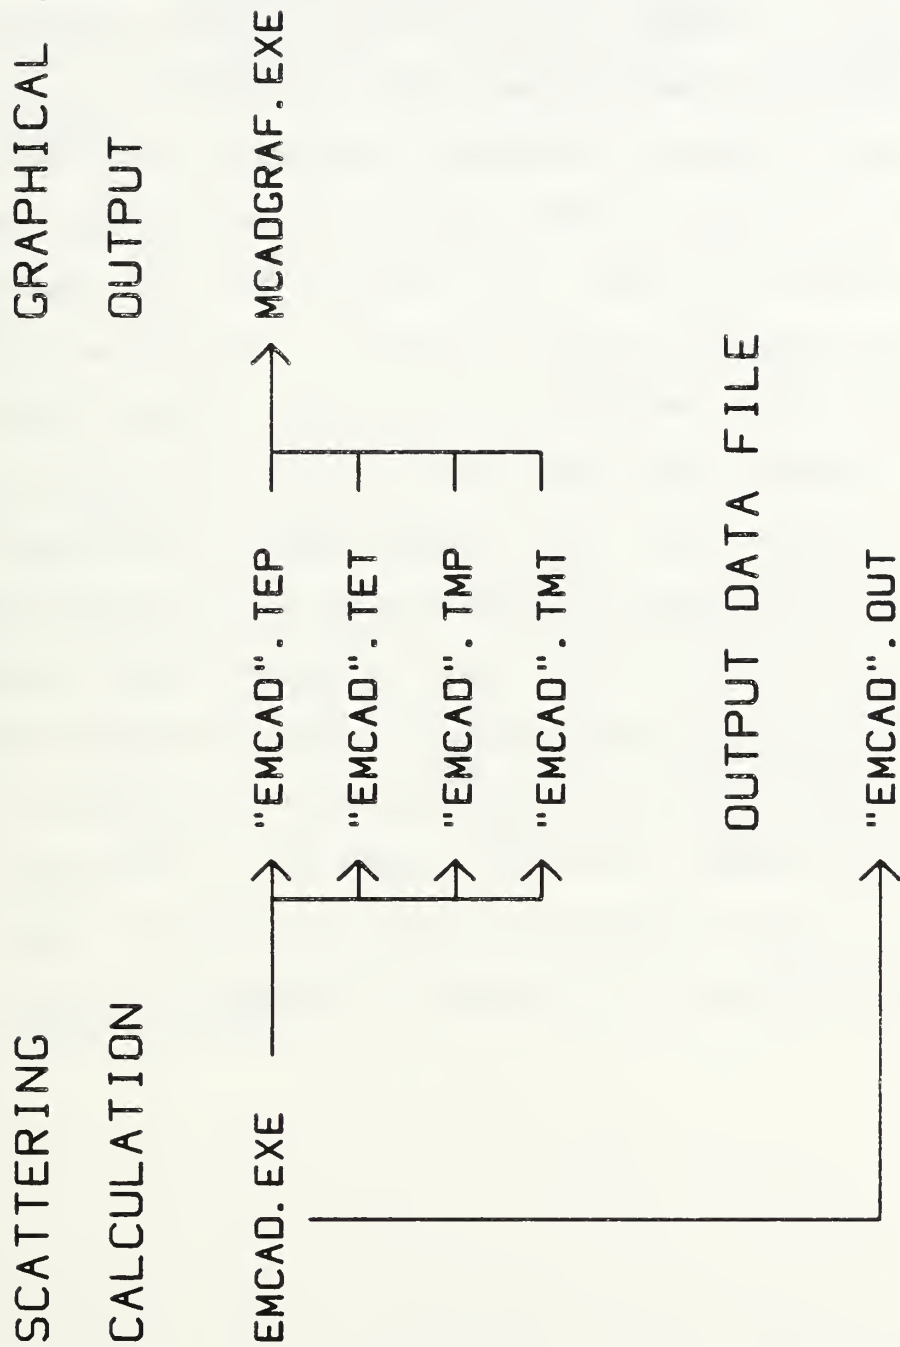 SCATTERING
CALCULATION
GRAPHICAL
OUTPUT
EMCAD. EXE
"EMCAD". TEP
"EMCAD". TET
"EMCAD". TMP
"EMCAD". TMT
MCADGRAF. EXE
OUTPUT DATA FILE
"EMCAD". OUT